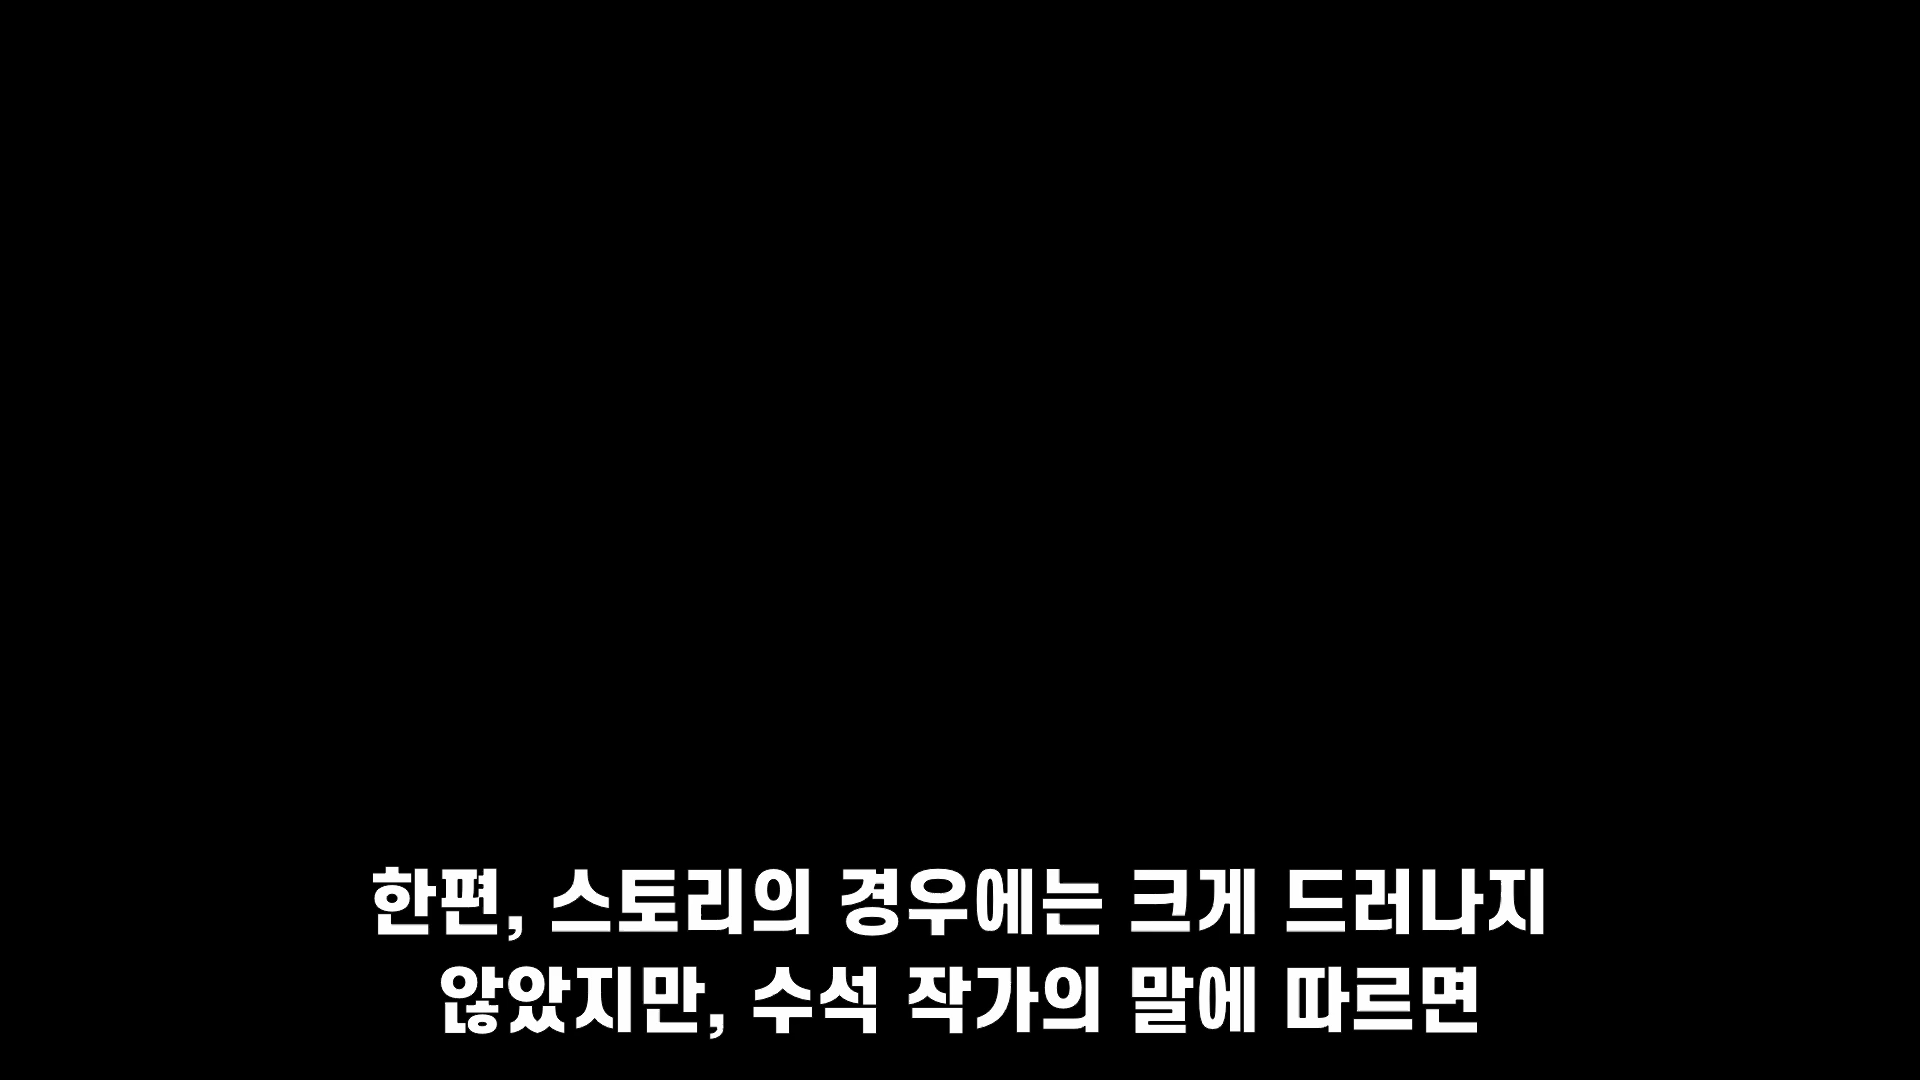 한편, 스토리의 경우에는 크게 드러나지
않았지만, 수석 작가의 말에 따르면